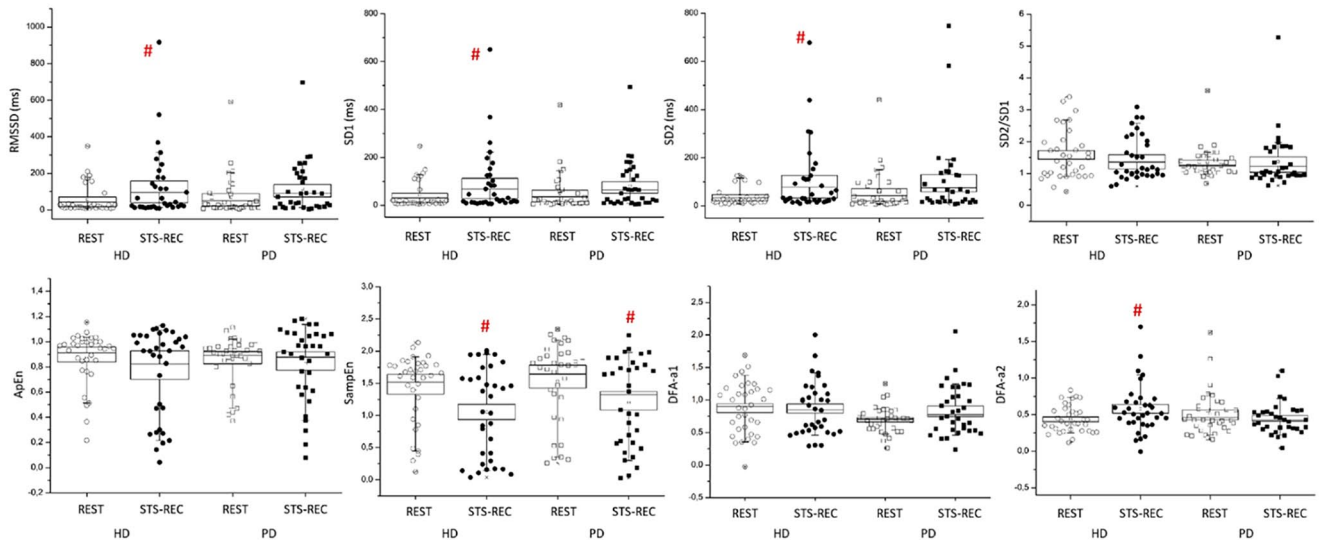 RMSSD (ms)
1000
800
600
400
200
0
#
REST STS-REC REST STS-REC
HD PD
SD1 (ms)
800
600
400
200
0
#
REST STS-REC REST STS-REC
HD PD
SD2 (ms)
800
600
400
200
0
#
REST STS-REC REST STS-REC
HD PD
SD2/SD1
6
5
4
3
2
1
0
REST STS-REC REST STS-REC
HD PD
ApEn
1,4
1,2
1,0
0,8
0,6
0,4
0,2
0,0
-0,2
REST STS-REC REST STS-REC
HD PD
SampEn
3,0
2,5
2,0
1,5
1,0
0,5
0,0
# #
REST STS-REC REST STS-REC
HD PD
DFA-a1
2,5
2,0
1,5
1,0
0,5
0,0
-0,5
REST STS-REC REST STS-REC
HD PD
DFA-a2
2,0
1,5
1,0
0,5
0,0
-0,5
#
REST STS-REC REST STS-REC
HD PD